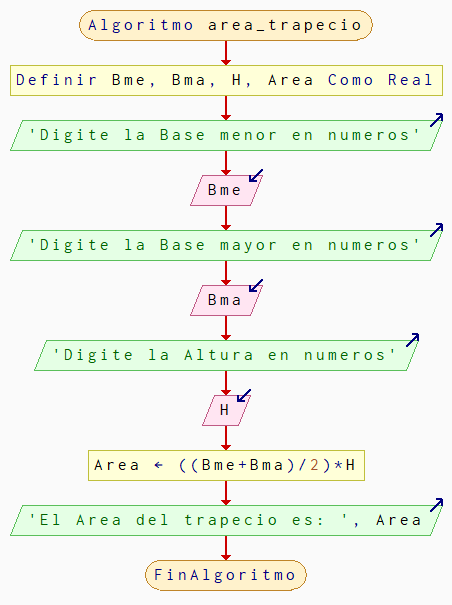 Algoritmo area_trapecio
Definir Bme, Bma, H, Area Como Real
'Digite la Base menor en numeros'
Bme
'Digite la Base mayor en numeros'
Bma
'Digite la Altura en numeros'
H
Area ← ((Bme+Bma)/2)*H
'El Area del trapecio es: ', Area
FinAlgoritmo